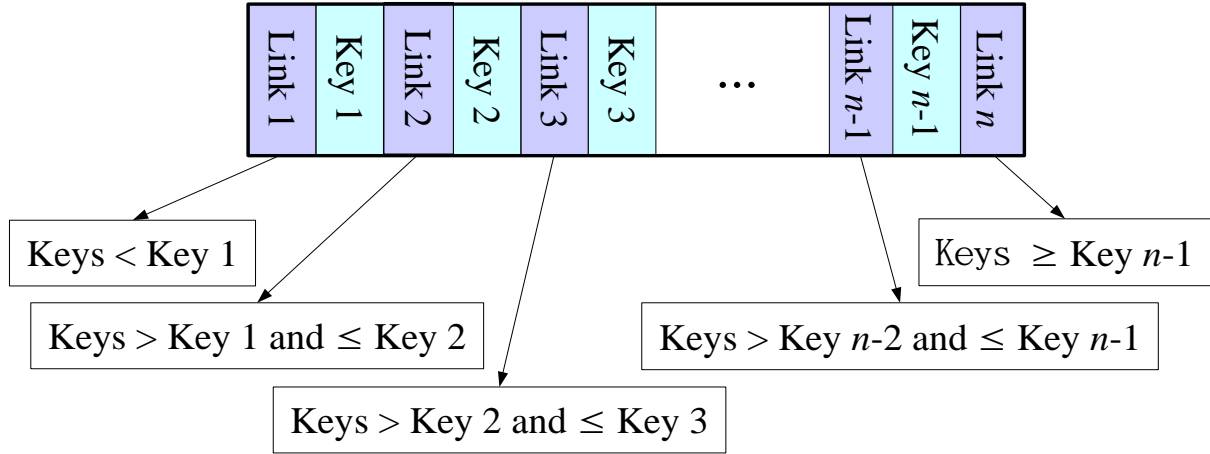 Link 1
Key 1
Link 2
Key 2
Link 3
Key 3
...
Link n-1
Key n-1
Link n
Keys < Key 1
Keys ≥ Key n-1
Keys > Key 1 and ≤ Key 2
Keys > Key n-2 and ≤ Key n-1
Keys > Key 2 and ≤ Key 3